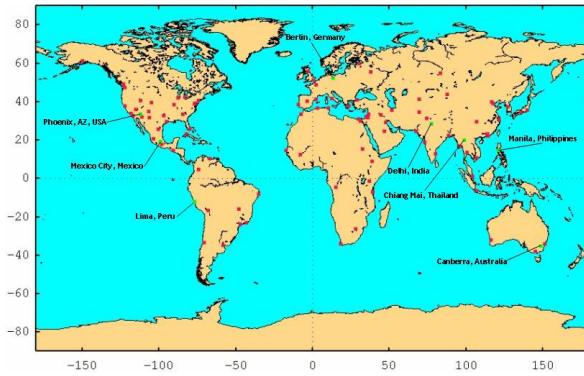 80
60
40
20
0
-20
-40
-60
-80
Berlin, Germany
Phoenix, AZ, USA
Mexico City, Mexico
Lima, Peru
Manila, Philippines
Delhi, India
Chiang Mai, Thailand
Canberra, Australia
-150 -100 -50 0 50 100 150